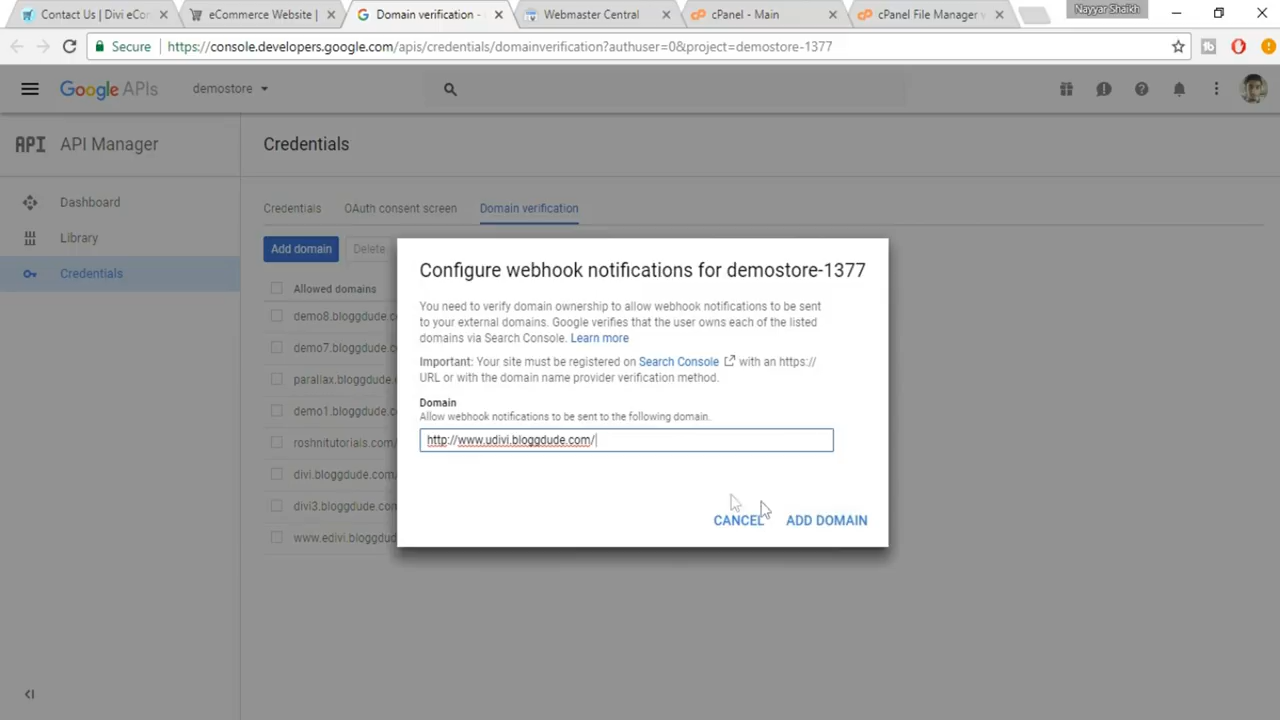 Contact Us | Divi eCon
eCommerce Website |
Domain verification -
Webmaster Central
cPanel - Main
cPanel File Manager v
Nayyar Shaikh
Secure
https://console.developers.google.com/apis/credentials/domainverification?authuser=0&project=demostore-1377
Google APIs
demostore
API API Manager
Credentials
Dashboard
Library
Credentials
Credentials
OAuth consent screen
Domain verification
Add domain
Delete
Allowed domains
demo8.bloggdude.co
demo7.bloggdude.c
parallax.bloggdude.c
demo1.bloggdude.co
roshnitutorials.com/
divi.bloggdude.com/
divi3.bloggdude.com
www.edivi.bloggdud
Configure webhook notifications for demostore-1377
You need to verify domain ownership to allow webhook notifications to be sent
to your external domains. Google verifies that the user owns each of the listed
domains via Search Console. Learn more
Important: Your site must be registered on Search Console with an https://
URL or with the domain name provider verification method.
Domain
Allow webhook notifications to be sent to the following domain.
http://www.udivi.bloggdude.com/
CANCEL
ADD DOMAIN